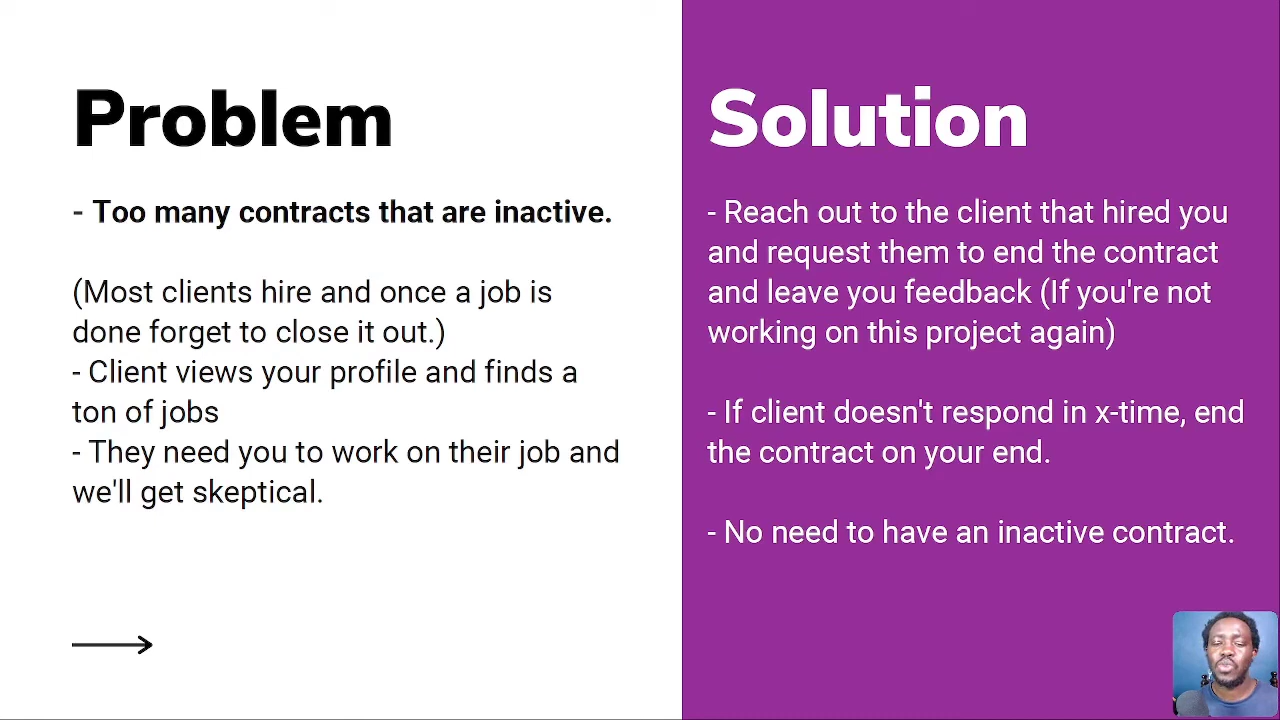 Problem
- Too many contracts that are inactive.
(Most clients hire and once a job is
done forget to close it out.)
- Client views your profile and finds a
ton of jobs
- They need you to work on their job and
we'll get skeptical.
Solution
- Reach out to the client that hired you
and request them to end the contract
and leave you feedback (If you're not
working on this project again)
- If client doesn't respond in x-time, end
the contract on your end.
- No need to have an inactive contract.